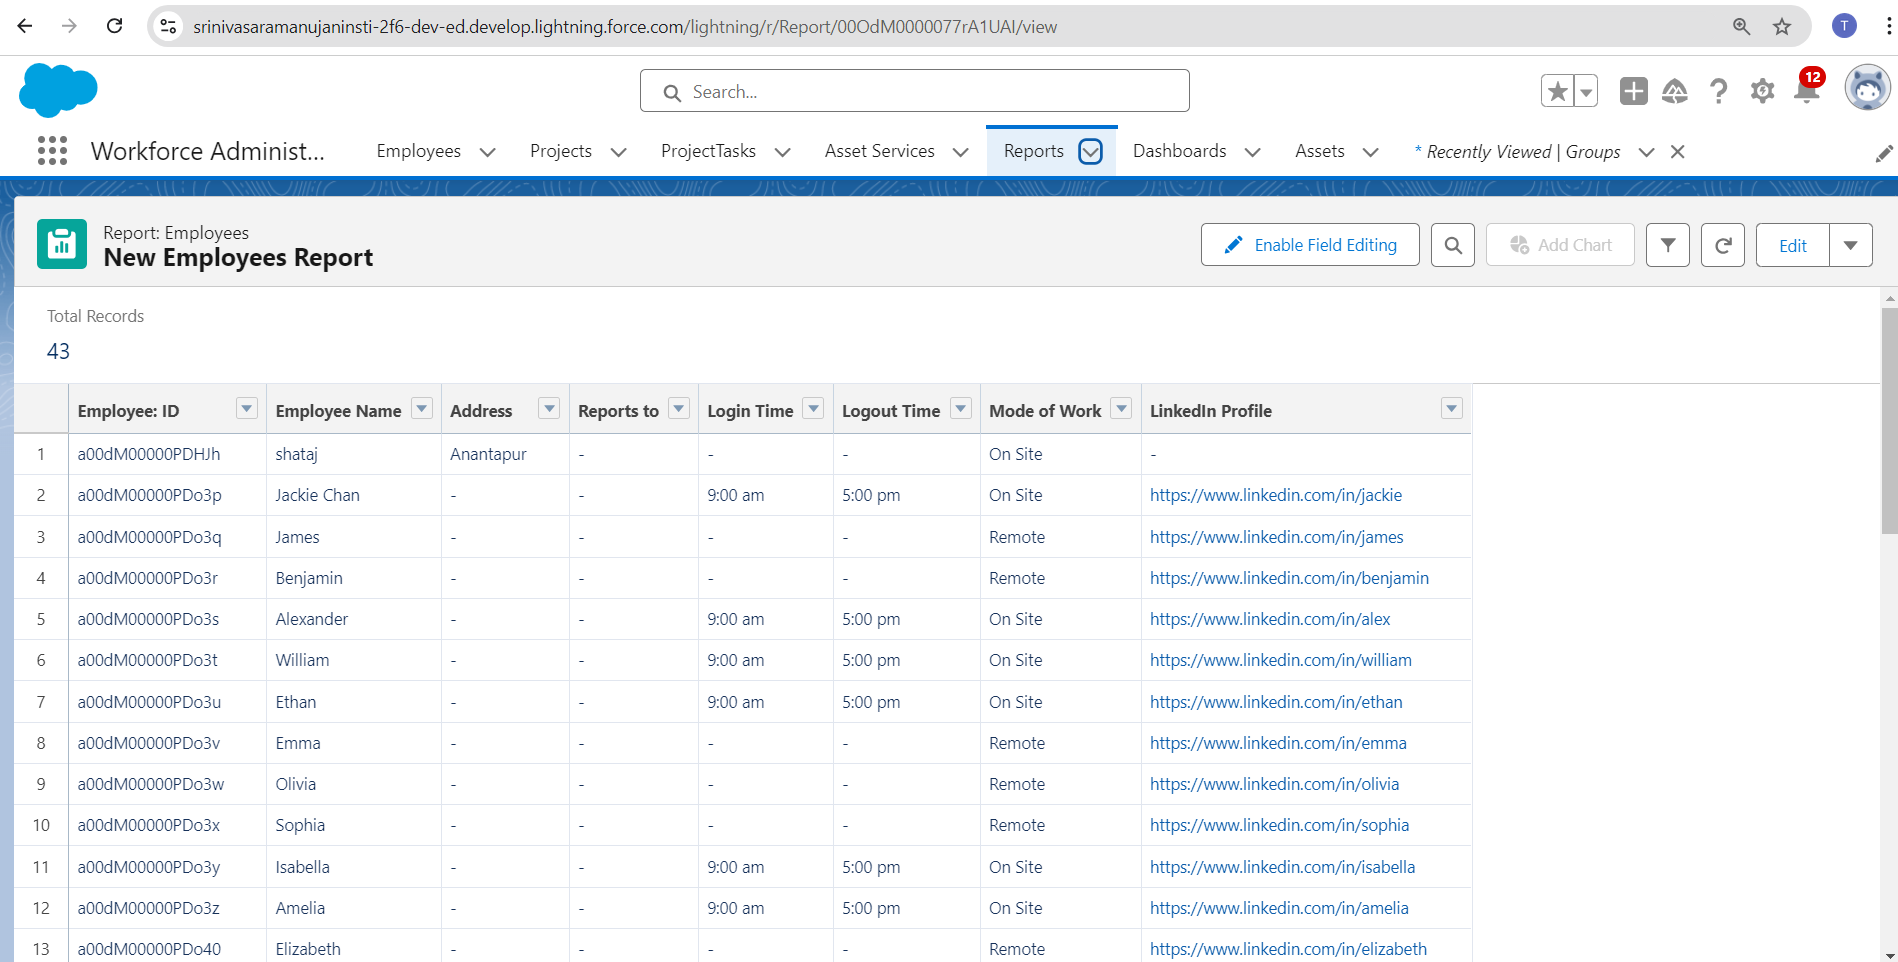 srinivasaramanujaninsti-2f6-dev-ed.develop.lightning.force.com/lightning/r/Report/00OdM0000077rA1UAI/view
T
Search...
12
Workforce Administ... Employees Projects ProjectTasks Asset Services Reports Dashboards Assets * Recently Viewed | Groups
Report: Employees
New Employees Report
Enable Field Editing Add Chart Edit
Total Records
43
Employee: ID Employee Name Address Reports to Login Time Logout Time Mode of Work LinkedIn Profile
1 a00dM00000PDHJh shataj Anantapur - - - On Site -
2 a00dM00000PDo3p Jackie Chan - - 9:00 am 5:00 pm On Site https://www.linkedin.com/in/jackie
3 a00dM00000PDo3q James - - - - Remote https://www.linkedin.com/in/james
4 a00dM00000PDo3r Benjamin - - - - Remote https://www.linkedin.com/in/benjamin
5 a00dM00000PDo3s Alexander - - 9:00 am 5:00 pm On Site https://www.linkedin.com/in/alex
6 a00dM00000PDo3t William - - 9:00 am 5:00 pm On Site https://www.linkedin.com/in/william
7 a00dM00000PDo3u Ethan - - 9:00 am 5:00 pm On Site https://www.linkedin.com/in/ethan
8 a00dM00000PDo3v Emma - - - - Remote https://www.linkedin.com/in/emma
9 a00dM00000PDo3w Olivia - - - - Remote https://www.linkedin.com/in/olivia
10 a00dM00000PDo3x Sophia - - - - Remote https://www.linkedin.com/in/sophia
11 a00dM00000PDo3y Isabella - - 9:00 am 5:00 pm On Site https://www.linkedin.com/in/isabella
12 a00dM00000PDo3z Amelia - - 9:00 am 5:00 pm On Site https://www.linkedin.com/in/amelia
13 a00dM00000PDo40 Elizabeth - - - - Remote https://www.linkedin.com/in/elizabeth